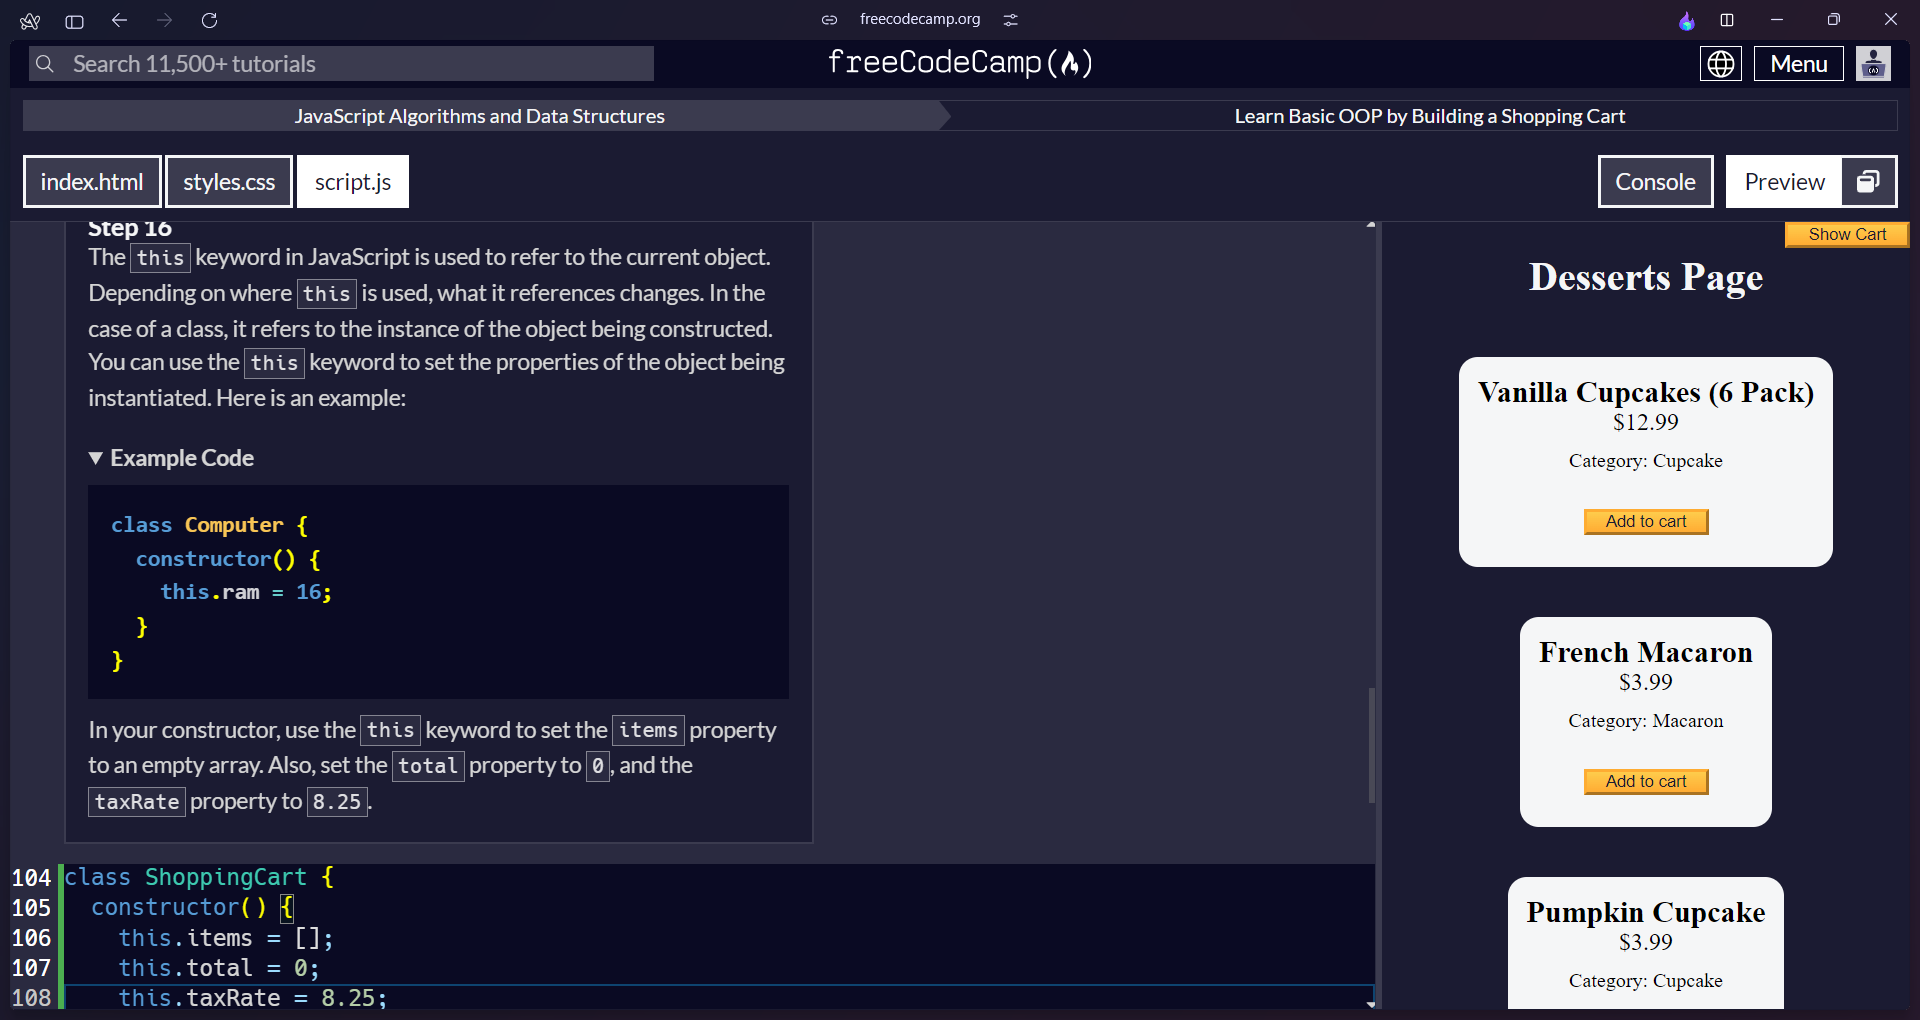 freecodecamp.org
Search 11,500+ tutorials
freeCodeCamp
Menu
JavaScript Algorithms and Data Structures
Learn Basic OOP by Building a Shopping Cart
index.html
styles.css
script.js
Console
Preview
Step 16
The this keyword in JavaScript is used to refer to the current object.
Depending on where this is used, what it references changes. In the
case of a class, it refers to the instance of the object being constructed.
You can use the this keyword to set the properties of the object being
instantiated. Here is an example:
Example Code
class Computer {
  constructor() {
    this.ram = 16;
  }
}
In your constructor, use the this keyword to set the items property
to an empty array. Also, set the total property to 0, and the
taxRate property to 8.25.
104 class ShoppingCart {
105   constructor() {
106     this.items = [];
107     this.total = 0;
108     this.taxRate = 8.25;
Show Cart
Desserts Page
Vanilla Cupcakes (6 Pack)
$12.99
Category: Cupcake
Add to cart
French Macaron
$3.99
Category: Macaron
Add to cart
Pumpkin Cupcake
$3.99
Category: Cupcake